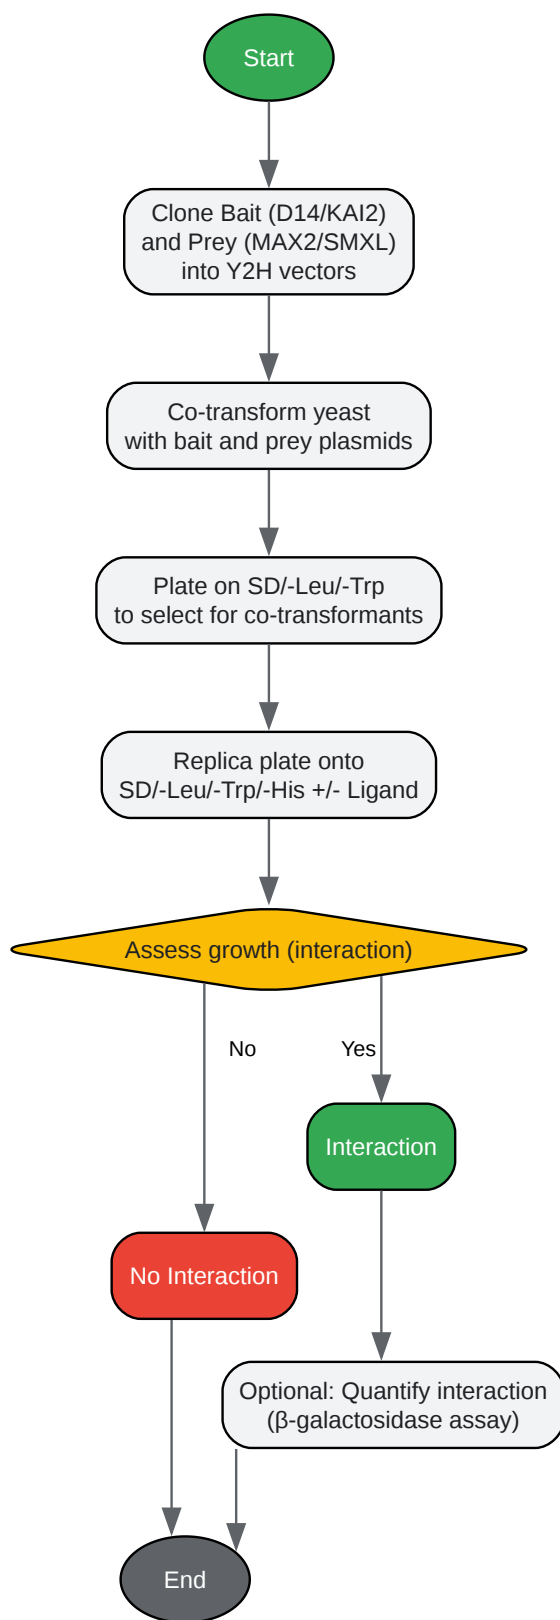 Start
Clone Bait (D14/KAI2)
and Prey (MAX2/SMXL)
into Y2H vectors
Co-transform yeast
with bait and prey plasmids
Plate on SD/-Leu/-Trp
to select for co-transformants
Replica plate onto
SD/-Leu/-Trp/-His +/- Ligand
Assess growth (interaction)
No
Yes
Interaction
No Interaction
Optional: Quantify interaction
(β-galactosidase assay)
End